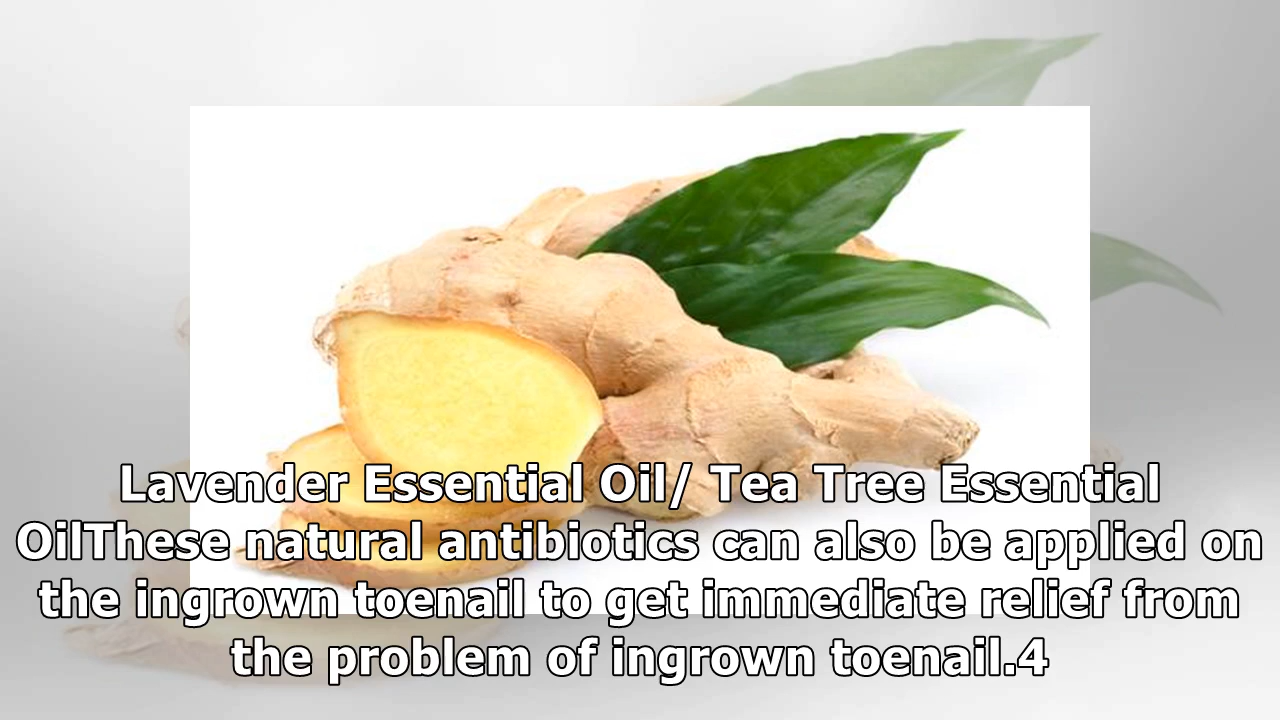 Lavender Essential Oil/ Tea Tree Essential
OilThese natural antibiotics can also be applied on
the ingrown toenail to get immediate relief from
the problem of ingrown toenail.4